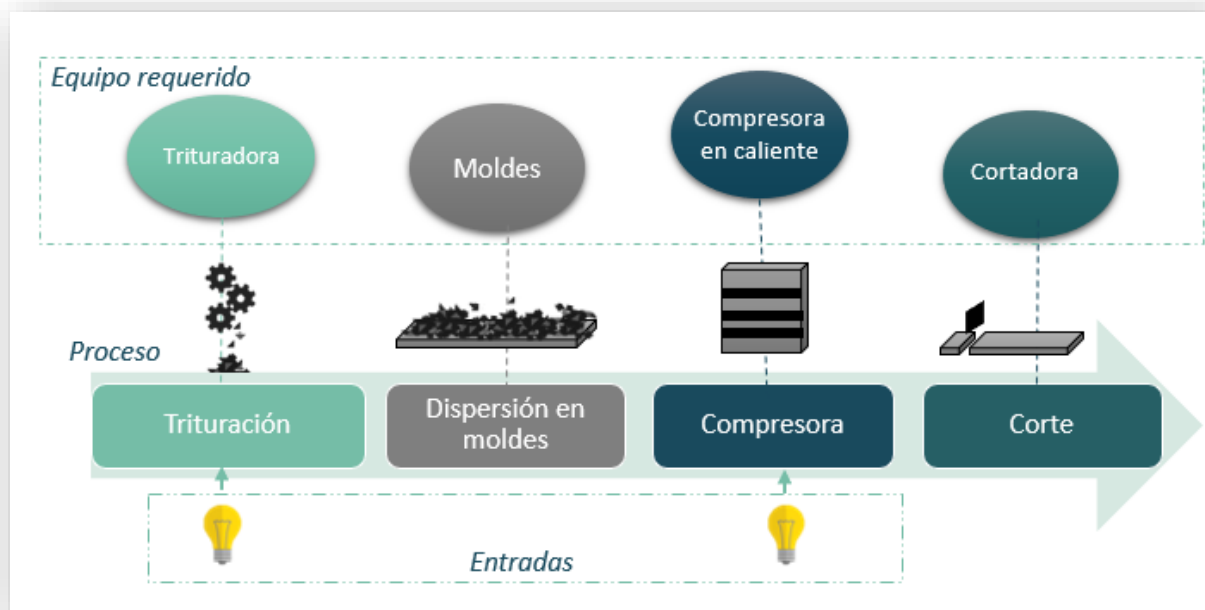 Equipo requerido
Trituradora
Moldes
Compresora
en caliente
Cortadora
Proceso
Trituración
Dispersión en
moldes
Compresora
Corte
Entradas